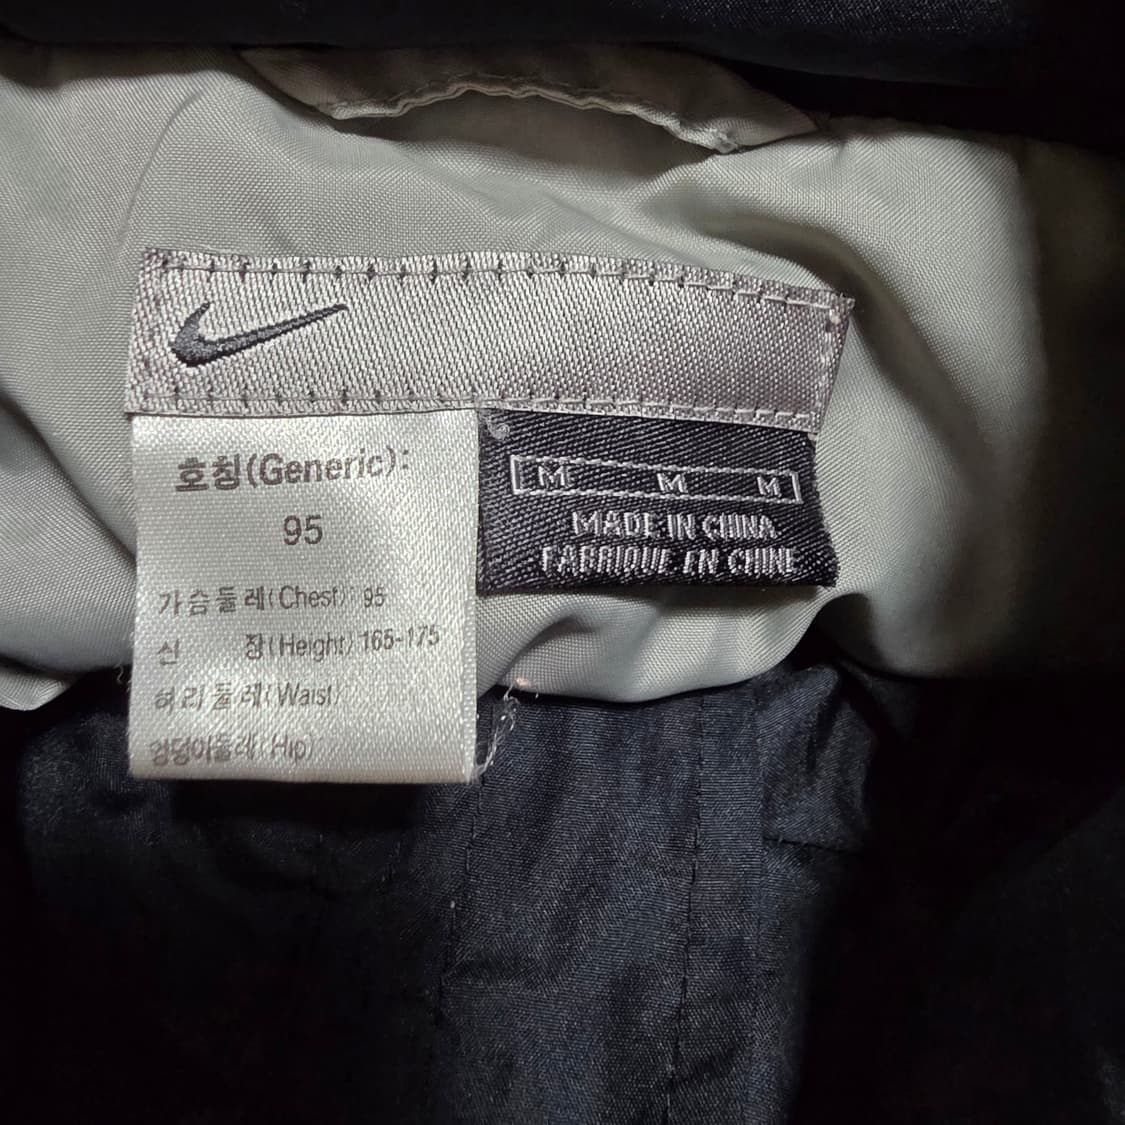 호칭(Generic):
95
가슴둘레(Chest): 95
신 장(Height) 165-175
허리둘레(Waist)
엉덩이둘레(Hip)
M M M
MADE IN CHINA
FABRIQUE EN CHINE